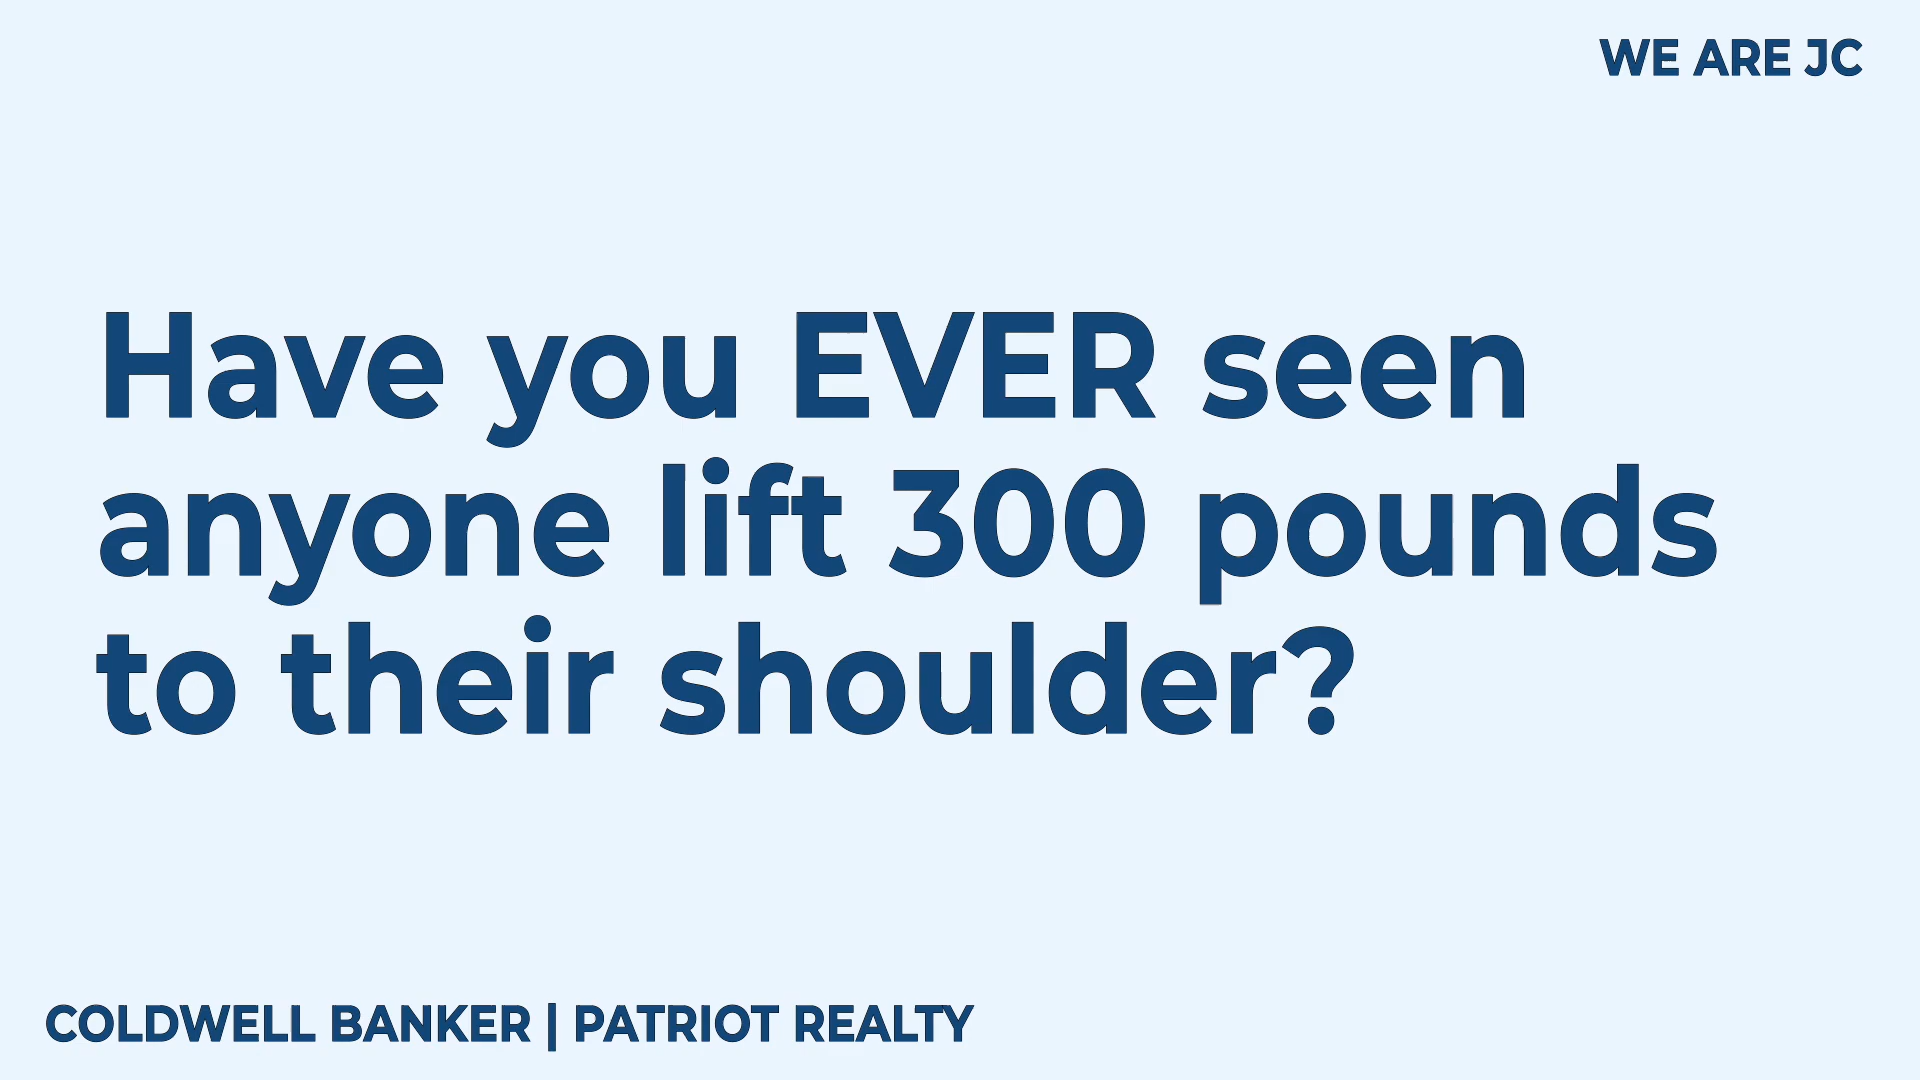 WE ARE JC
Have you EVER seen
anyone lift 300 pounds
to their shoulder?
COLDWELL BANKER | PATRIOT REALTY